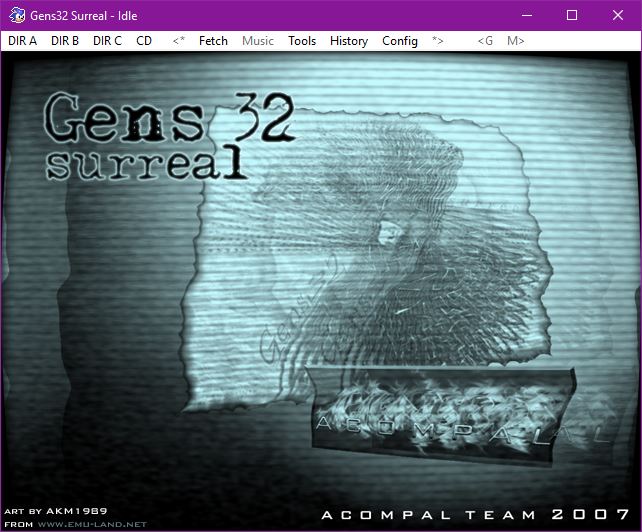 Gens32 Surreal - Idle
DIR A DIR B DIR C CD <* Fetch Music Tools History Config *> <G M>
Gens 32
surreal
ACOMPAL
ART BY AKM1989
FROM WWW.EMU-LAND.NET
ACOMPAL TEAM 2007